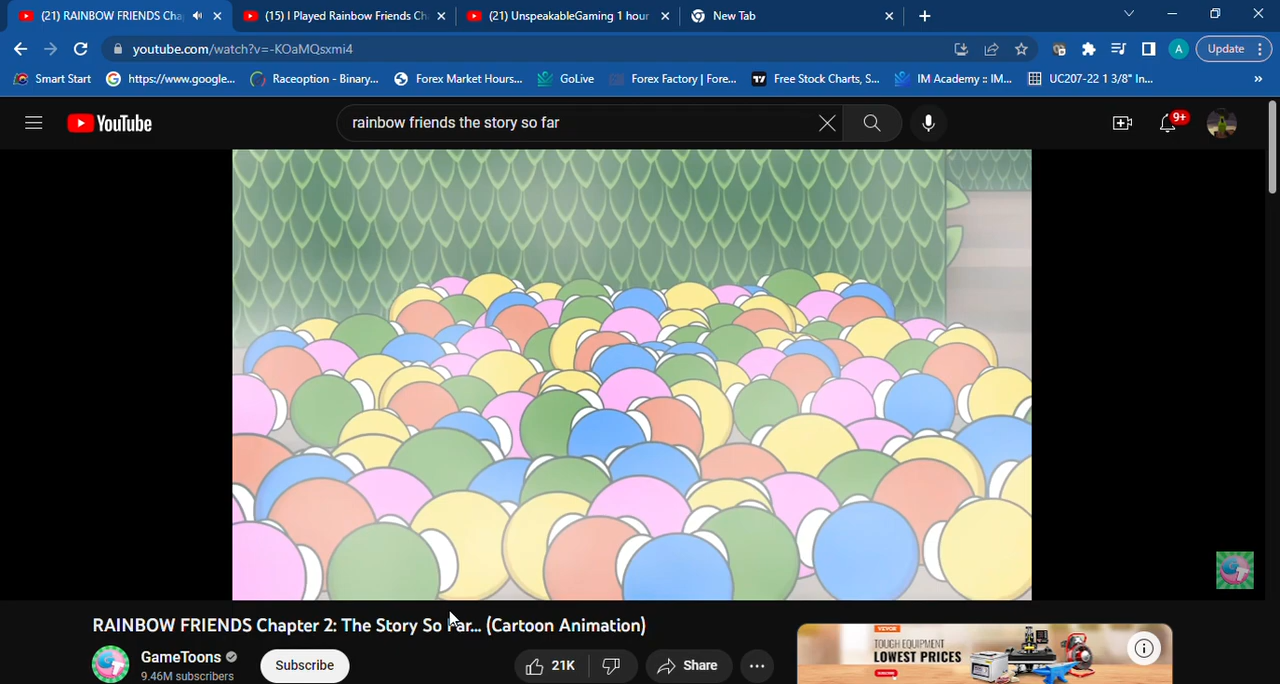 (21) RAINBOW FRIENDS Cha
(15) I Played Rainbow Friends Ch
(21) UnspeakableGaming 1 hour
New Tab
youtube.com/watch?v=-KOaMQsxmi4
A
Update
Smart Start
https://www.google...
Raceoption - Binary...
Forex Market Hours...
GoLive
Forex Factory | Fore...
Free Stock Charts, S...
IM Academy :: IM...
UC207-22 1 3/8" In...
YouTube
rainbow friends the story so far
9+
RAINBOW FRIENDS Chapter 2: The Story So ar... (Cartoon Animation)
GameToons
9.46M subscribers
Subscribe
21K
Share
VEVOR
TOUGH EQUIPMENT
LOWEST PRICES